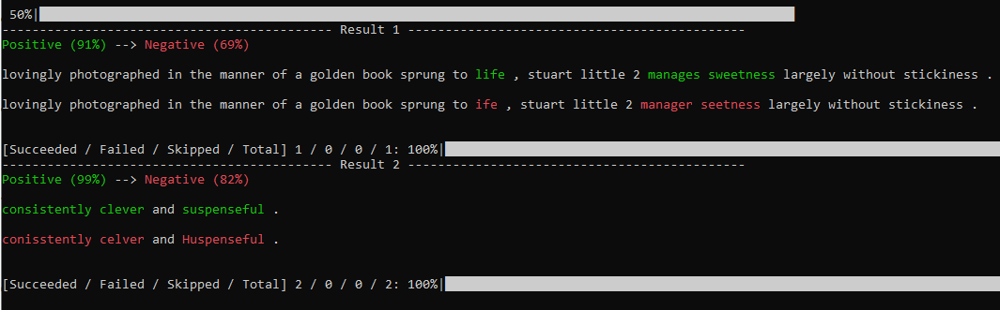 50%|
-------------------------------------------- Result 1 ---------------------------------------------
Positive (91%) --> Negative (69%)
lovingly photographed in the manner of a golden book sprung to life , stuart little 2 manages sweetness largely without stickiness .
lovingly photographed in the manner of a golden book sprung to ife , stuart little 2 manager seetness largely without stickiness .
[Succeeded / Failed / Skipped / Total] 1 / 0 / 0 / 1: 100%|
-------------------------------------------- Result 2 ---------------------------------------------
Positive (99%) --> Negative (82%)
consistently clever and suspenseful .
conisstently celver and Huspenseful .
[Succeeded / Failed / Skipped / Total] 2 / 0 / 0 / 2: 100%|